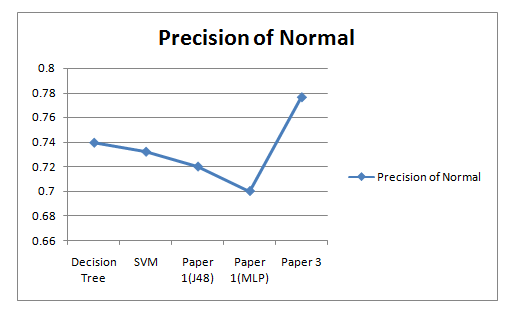 Precision of Normal
0.8
0.78
0.76
0.74
0.72
0.7
0.68
0.66
Decision
Tree
SVM
Paper
1(J48)
Paper
1(MLP)
Paper 3
Precision of Normal